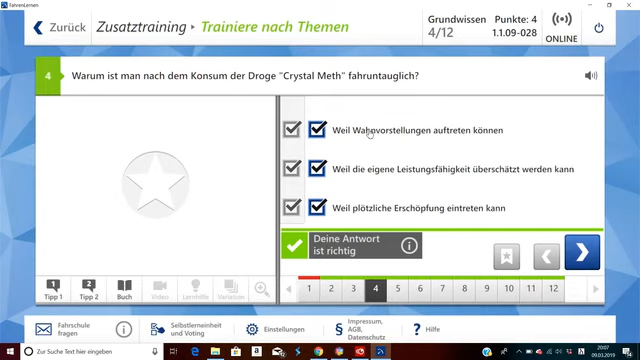 FahrenLernen
Zurück
Zusatztraining ▸ Trainiere nach Themen
Grundwissen
4/12
Punkte: 4
1.1.09-028
ONLINE
4
Warum ist man nach dem Konsum der Droge "Crystal Meth" fahruntauglich?
Weil Wahnvorstellungen auftreten können
Weil die eigene Leistungsfähigkeit überschätzt werden kann
Weil plötzliche Erschöpfung eintreten kann
Deine Antwort
ist richtig
1 2 3 4 5 6 7 8 9 10 11 12
1 2
Tipp 1 Tipp 2 Buch Video Lernhilfe Variation
Fahrschule
fragen
Selbstlerneinheit
und Voting
Einstellungen
§
Impressum,
AGB,
Datenschutz
?
Hilfe
Zur Suche Text hier eingeben
20:07
09.03.2019